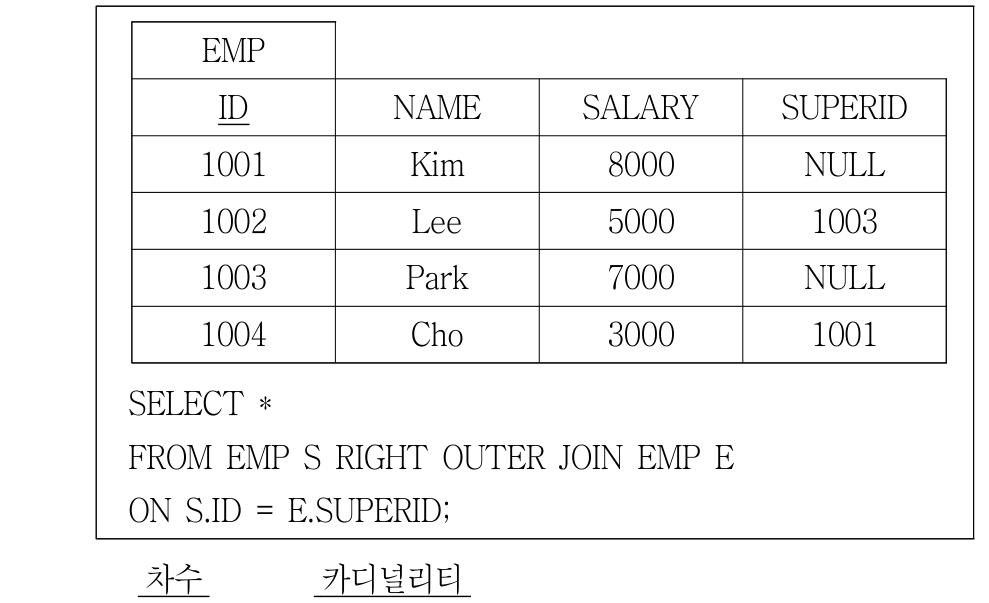 EMP
ID NAME SALARY SUPERID
1001 Kim 8000 NULL
1002 Lee 5000 1003
1003 Park 7000 NULL
1004 Cho 3000 1001
SELECT *
FROM EMP S RIGHT OUTER JOIN EMP E
ON S.ID = E.SUPERID;
차수 카디널리티